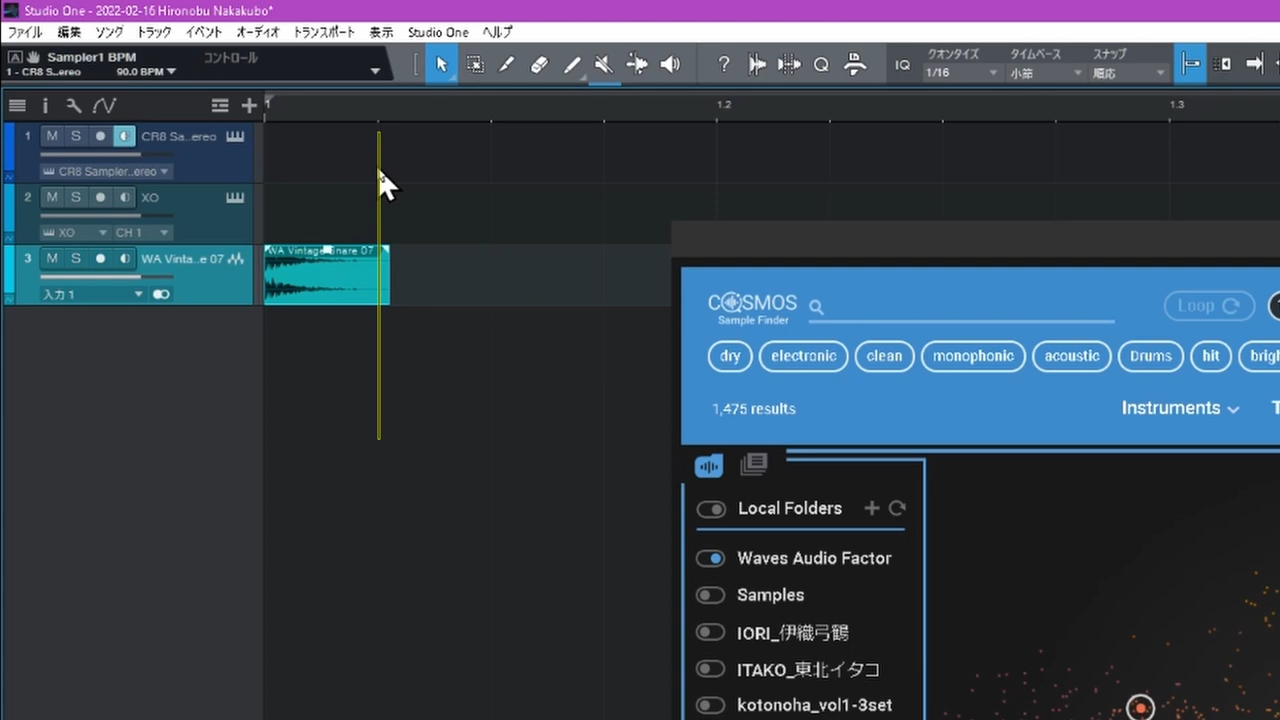 Studio One - 2022-02-16 Hironobu Nakakubo*
ファイル 編集 ソング トラック イベント オーディオ トランスポート 表示 Studio One ヘルプ
Sampler1 BPM コントロール
1 - CR8 S..ereo 90.0 BPM
? IQ クオンタイズ タイムベース スナップ
1/16 小節 順応
1 1.2 1.3
1 M S CR8 Sa...ereo
CR8 Sampler...ereo
2 M S XO
XO CH 1
3 M S WA Vinta...e 07
入力 1
WA Vintage Snare 07
COSMOS
Sample Finder
Loop
dry electronic clean monophonic acoustic Drums hit
1,475 results
Instruments
Local Folders
Waves Audio Factor
Samples
IORI_伊織弓鶴
ITAKO_東北イタコ
kotonoha_vol1-3set